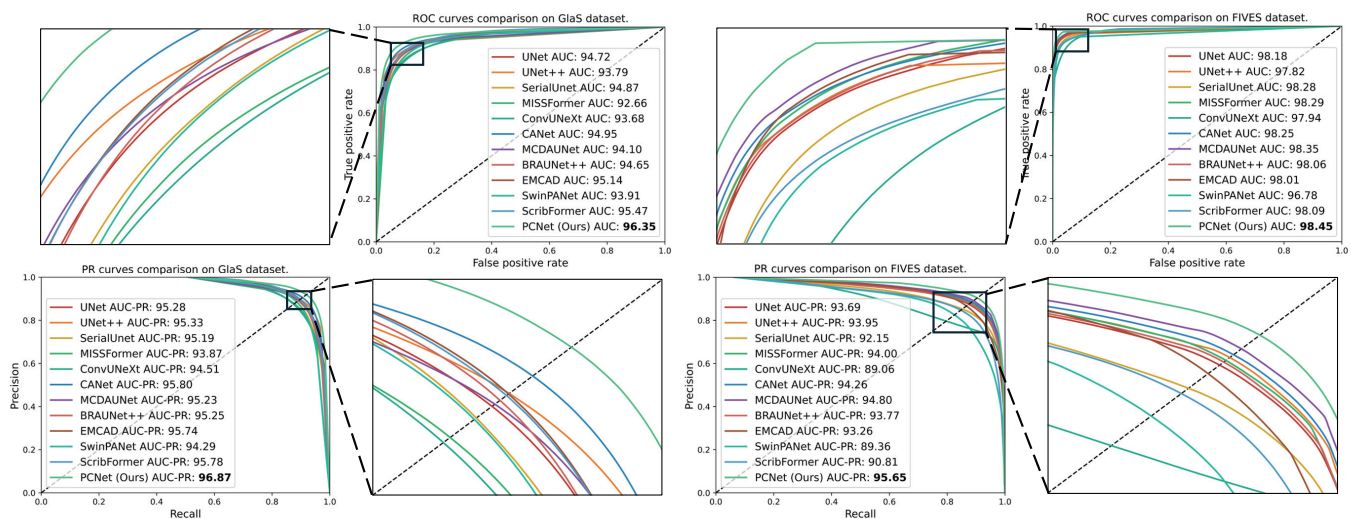 ROC curves comparison on GlaS dataset.
1.0
0.8
0.6
0.4
0.2
0.0
True positive rate
UNet AUC: 94.72
UNet++ AUC: 93.79
SerialUnet AUC: 94.87
MISSFormer AUC: 92.66
ConvUNeXt AUC: 93.68
CANet AUC: 94.95
MCDAUNet AUC: 94.10
BRAUNet++ AUC: 94.65
EMCAD AUC: 95.14
SwinPANet AUC: 93.91
ScribFormer AUC: 95.47
PCNet (Ours) AUC: 96.35
0.0 0.2 0.4 0.6 0.8 1.0
False positive rate
ROC curves comparison on FIVES dataset.
1.0
0.8
0.6
0.4
0.2
0.0
True positive rate
UNet AUC: 98.18
UNet++ AUC: 97.82
SerialUnet AUC: 98.28
MISSFormer AUC: 98.29
ConvUNeXt AUC: 97.94
CANet AUC: 98.25
MCDAUNet AUC: 98.35
BRAUNet++ AUC: 98.06
EMCAD AUC: 98.01
SwinPANet AUC: 96.78
ScribFormer AUC: 98.09
PCNet (Ours) AUC: 98.45
0.0 0.2 0.4 0.6 0.8 1.0
False positive rate
PR curves comparison on GlaS dataset.
1.0
0.8
0.6
0.4
0.2
0.0
Precision
UNet AUC-PR: 95.28
UNet++ AUC-PR: 95.33
SerialUnet AUC-PR: 95.19
MISSFormer AUC-PR: 93.87
ConvUNeXt AUC-PR: 94.51
CANet AUC-PR: 95.80
MCDAUNet AUC-PR: 95.23
BRAUNet++ AUC-PR: 95.25
EMCAD AUC-PR: 95.74
SwinPANet AUC-PR: 94.29
ScribFormer AUC-PR: 95.78
PCNet (Ours) AUC-PR: 96.87
0.0 0.2 0.4 0.6 0.8 1.0
Recall
PR curves comparison on FIVES dataset.
1.0
0.8
0.6
0.4
0.2
0.0
Precision
UNet AUC-PR: 93.69
UNet++ AUC-PR: 93.95
SerialUnet AUC-PR: 92.15
MISSFormer AUC-PR: 94.00
ConvUNeXt AUC-PR: 89.06
CANet AUC-PR: 94.26
MCDAUNet AUC-PR: 94.80
BRAUNet++ AUC-PR: 93.77
EMCAD AUC-PR: 93.26
SwinPANet AUC-PR: 89.36
ScribFormer AUC-PR: 90.81
PCNet (Ours) AUC-PR: 95.65
0.0 0.2 0.4 0.6 0.8 1.0
Recall